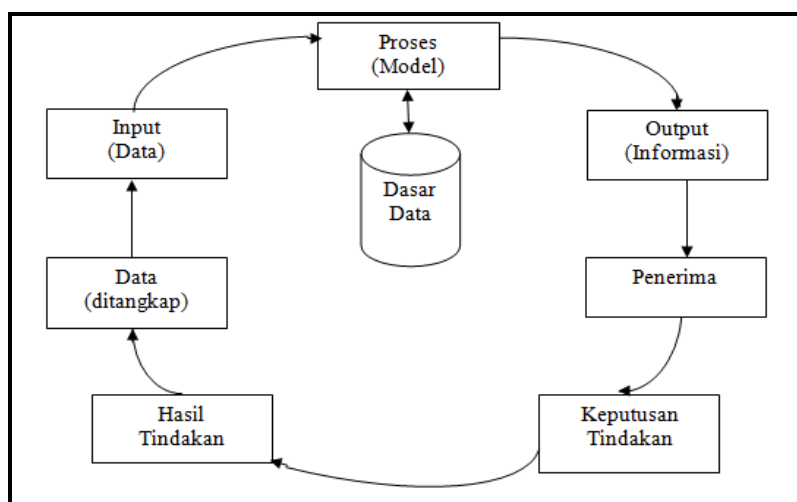 Proses
(Model)
Input
(Data)
Output
(Informasi)
Dasar
Data
Data
(ditangkap)
Penerima
Hasil
Tindakan
Keputusan
Tindakan